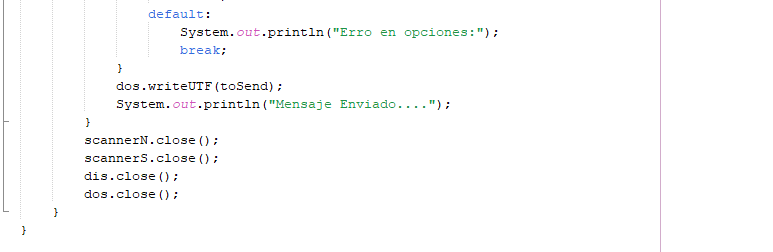 default:
System.out.println("Erro en opciones:");
break;
}
dos.writeUTF(toSend);
System.out.println("Mensaje Enviado....");
}
scannerN.close();
scannerS.close();
dis.close();
dos.close();
}
}